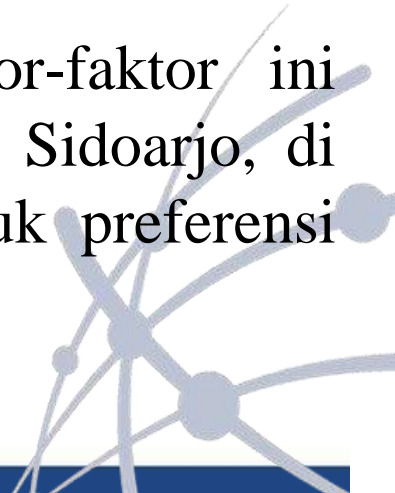 or-faktor ini
Sidoarjo, di
uk preferensi